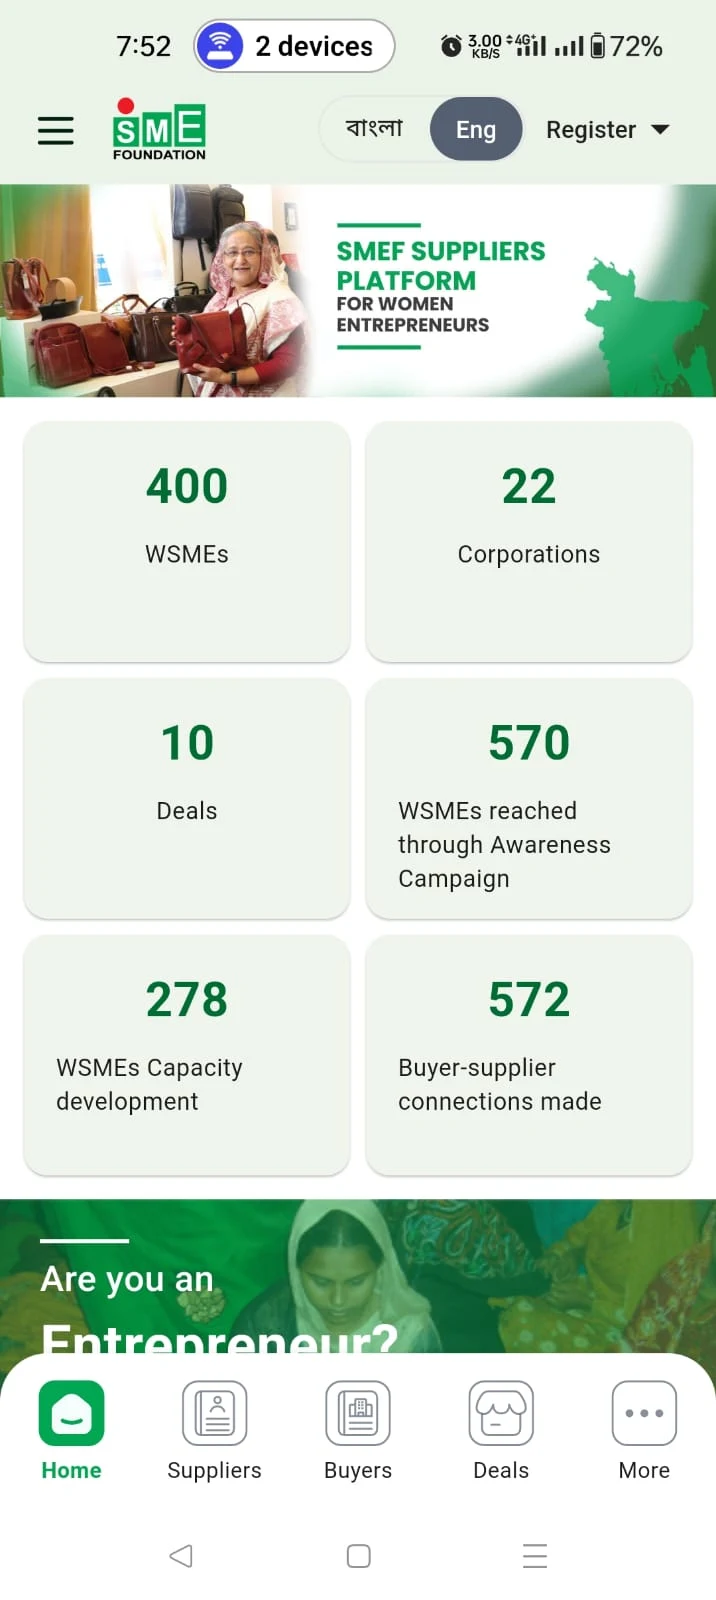 7:52 2 devices 3.00 KB/S 4G+ 72%
SME
FOUNDATION
বাংলা Eng Register
SMEF SUPPLIERS
PLATFORM
FOR WOMEN
ENTREPRENEURS
400 22
WSMEs Corporations
10 570
Deals WSMEs reached
through Awareness
Campaign
278 572
WSMEs Capacity Buyer-supplier
development connections made
Are you an
Entrepreneur?
Home Suppliers Buyers Deals More